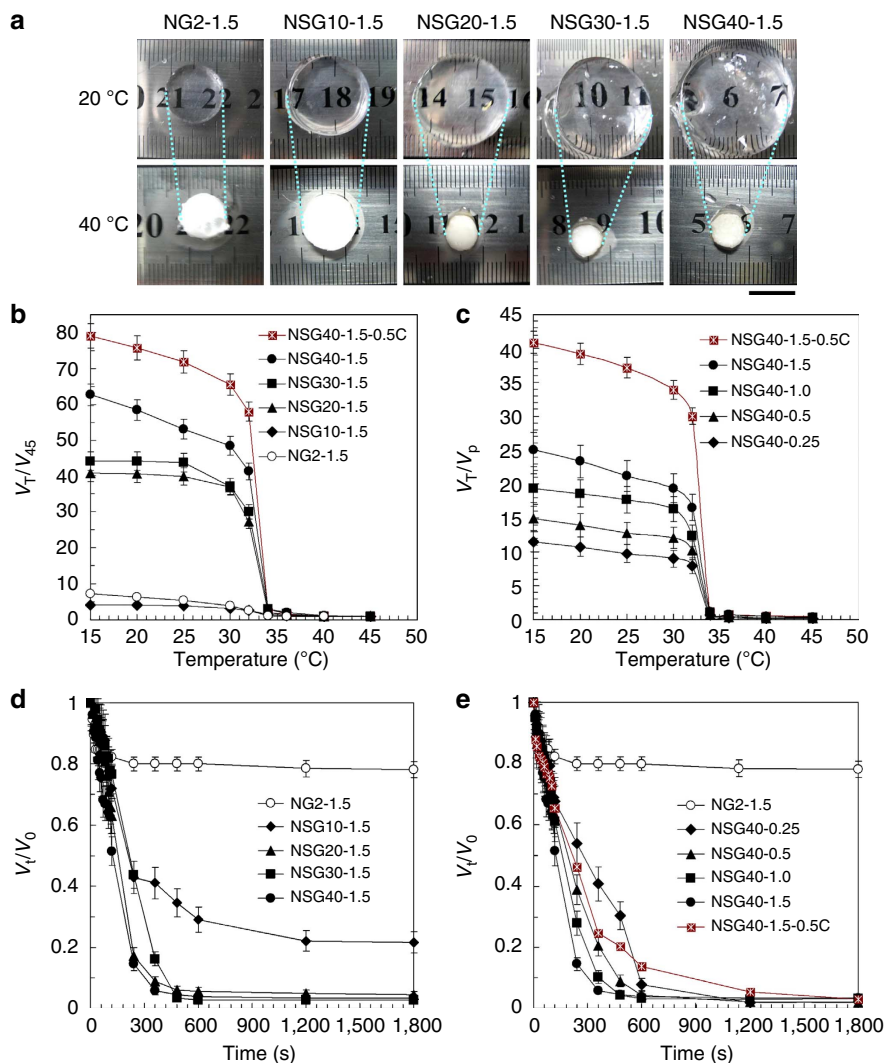 a
NG2-1.5 NSG10-1.5 NSG20-1.5 NSG30-1.5 NSG40-1.5
20 °C
21 22 2
17 18 19
14 15 16
10 11
6 7
40 °C
20 22
15
11 12 1
8 9 10
5 6 7
b
V_T/V_45
80
70
60
50
40
30
20
10
0
NSG40-1.5-0.5C
NSG40-1.5
NSG30-1.5
NSG20-1.5
NSG10-1.5
NG2-1.5
15 20 25 30 35 40 45 50
Temperature (°C)
c
V_T/V_p
45
40
35
30
25
20
15
10
5
0
NSG40-1.5-0.5C
NSG40-1.5
NSG40-1.0
NSG40-0.5
NSG40-0.25
15 20 25 30 35 40 45 50
Temperature (°C)
d
V_t/V_0
1
0.8
0.6
0.4
0.2
0
NG2-1.5
NSG10-1.5
NSG20-1.5
NSG30-1.5
NSG40-1.5
0 300 600 900 1,200 1,500 1,800
Time (s)
e
V_t/V_0
1
0.8
0.6
0.4
0.2
0
NG2-1.5
NSG40-0.25
NSG40-0.5
NSG40-1.0
NSG40-1.5
NSG40-1.5-0.5C
0 300 600 900 1,200 1,500 1,800
Time (s)